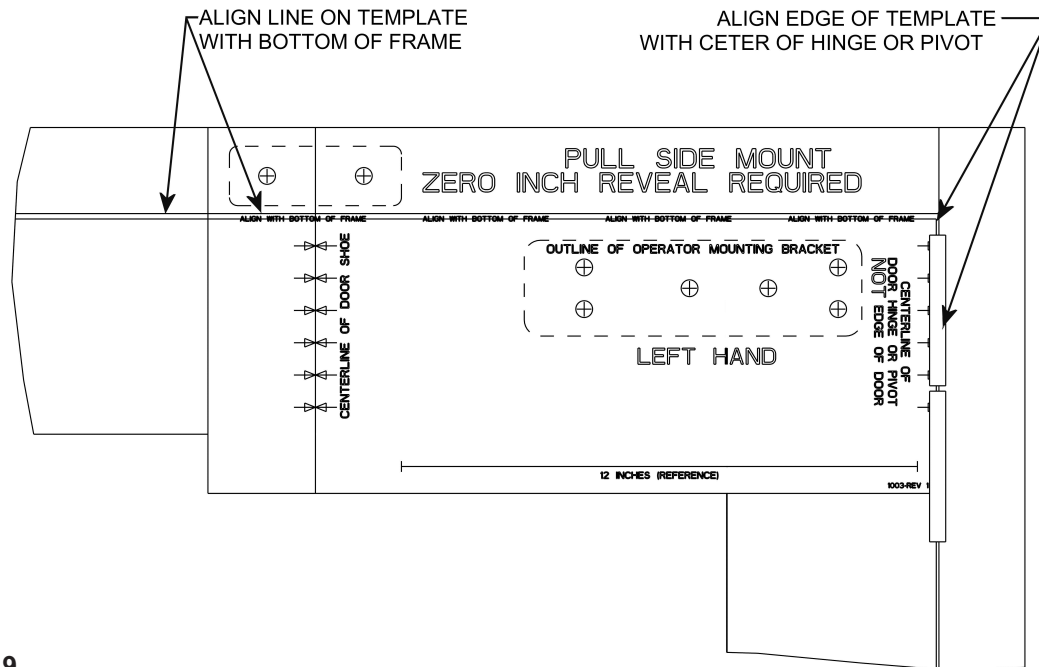 ALIGN LINE ON TEMPLATE
WITH BOTTOM OF FRAME
ALIGN EDGE OF TEMPLATE
WITH CETER OF HINGE OR PIVOT
PULL SIDE MOUNT
ZERO INCH REVEAL REQUIRED
ALIGN WITH BOTTOM OF FRAME
ALIGN WITH BOTTOM OF FRAME
ALIGN WITH BOTTOM OF FRAME
ALIGN WITH BOTTOM OF FRAME
CENTERLINE OF DOOR SHOE
OUTLINE OF OPERATOR MOUNTING BRACKET
LEFT HAND
CENTERLINE OF
DOOR HINGE OR PIVOT
NOT EDGE OF DOOR
12 INCHES (REFERENCE)
1003-REV
9